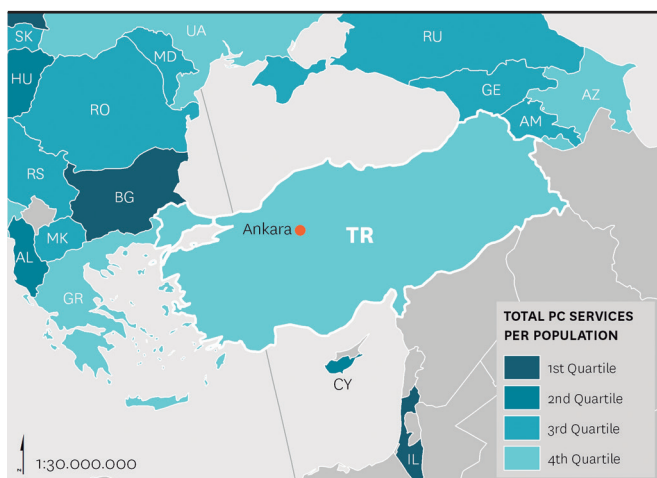 SK
UA
MD
RU
HU
RO
GE
AZ
AM
RS
BG
MK
AL
Ankara
TR
GR
CY
IL
TOTAL PC SERVICES
PER POPULATION
1st Quartile
2nd Quartile
3rd Quartile
4th Quartile
N
1:30.000.000